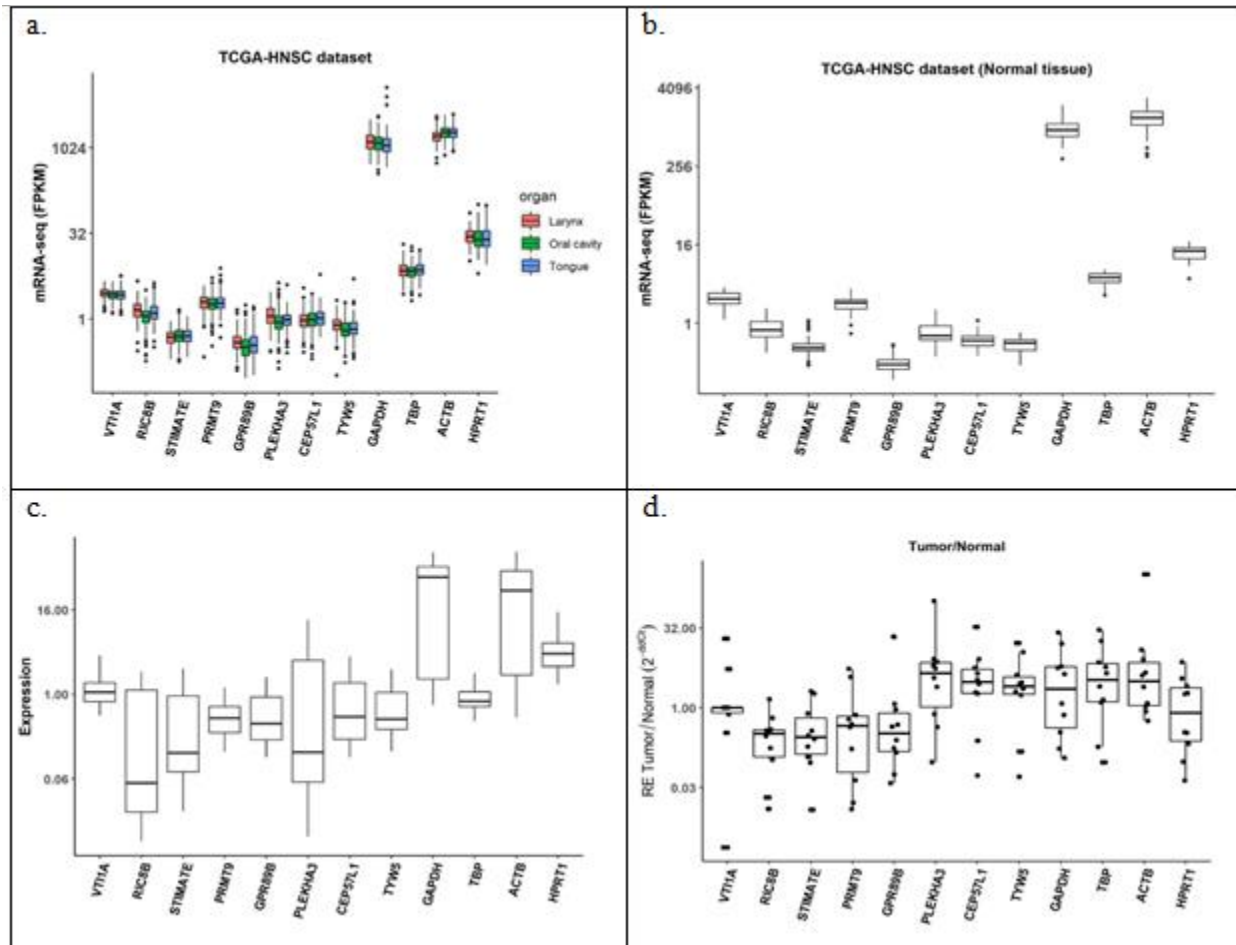 a.
TCGA-HNSC dataset
mRNA-seq (FPKM)
1024
32
1
organ
Larynx
Oral cavity
Tongue
VTI1A
RIC8B
STIMATE
PRMT9
GPR89B
PLEKHA3
CEP57L1
TYW5
GAPDH
TBP
ACTB
HPRT1
b.
TCGA-HNSC dataset (Normal tissue)
mRNA-seq (FPKM)
4096
256
16
1
VTI1A
RIC8B
STIMATE
PRMT9
GPR89B
PLEKHA3
CEP57L1
TYW5
GAPDH
TBP
ACTB
HPRT1
c.
Expression
16.00
1.00
0.06
VTI1A
RIC8B
STIMATE
PRMT9
GPR89B
PLEKHA3
CEP57L1
TYW5
GAPDH
TBP
ACTB
HPRT1
d.
Tumor/Normal
RE Tumor/Normal (2^-ddCt)
32.00
1.00
0.03
VTI1A
RIC8B
STIMATE
PRMT9
GPR89B
PLEKHA3
CEP57L1
TYW5
GAPDH
TBP
ACTB
HPRT1